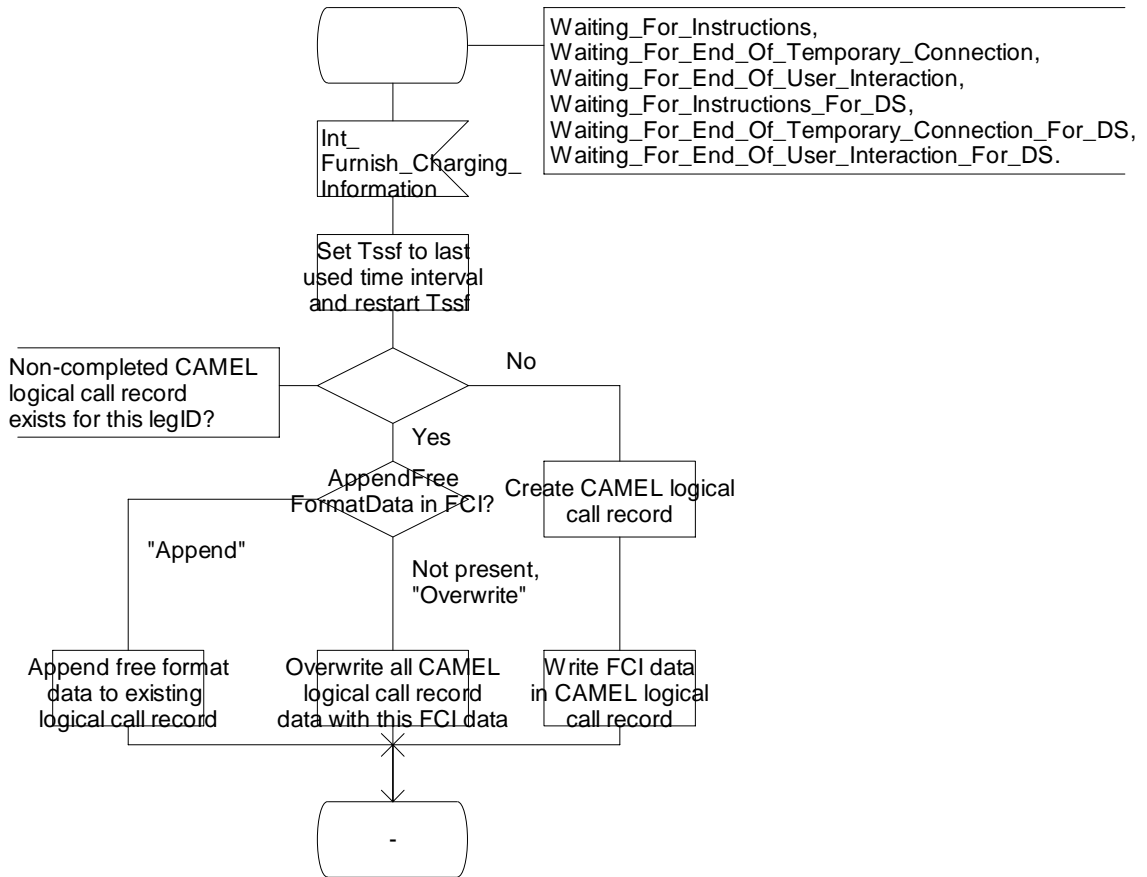 Waiting_For_Instructions,
Waiting_For_End_Of_Temporary_Connection,
Waiting_For_End_Of_User_Interaction,
Waiting_For_Instructions_For_DS,
Waiting_For_End_Of_Temporary_Connection_For_DS,
Waiting_For_End_Of_User_Interaction_For_DS.
Int_
Furnish_Charging_
Information
Set Tssf to last
used time interval
and restart Tssf
Non-completed CAMEL
logical call record
exists for this legID?
No
Yes
AppendFree
FormatData in FCI?
Create CAMEL logical
call record
"Append"
Not present,
"Overwrite"
Append free format
data to existing
logical call record
Overwrite all CAMEL
logical call record
data with this FCI data
Write FCI data
in CAMEL logical
call record
-